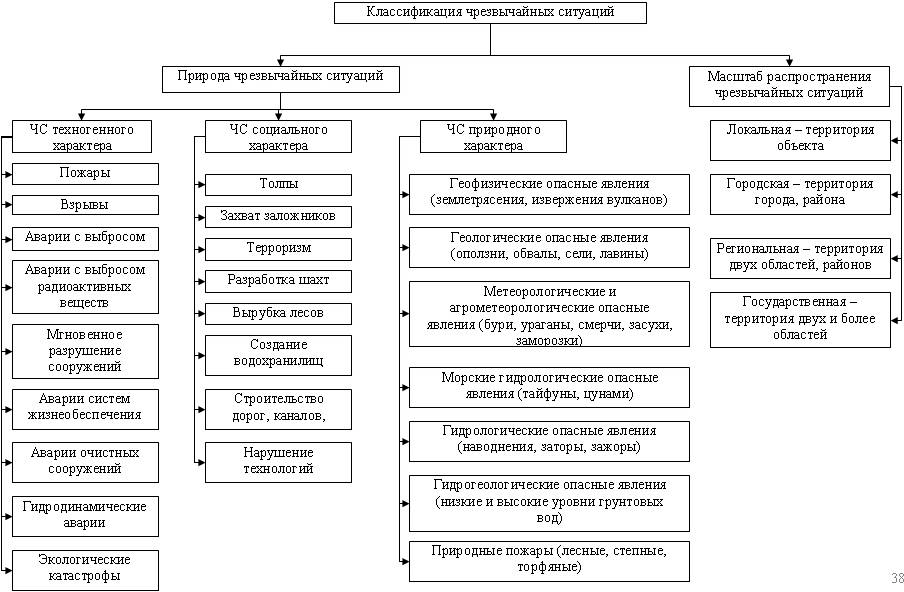 Классификация чрезвычайных ситуаций
Природа чрезвычайных ситуаций
Масштаб распространения
чрезвычайных ситуаций
ЧС техногенного
характера
Пожары
Взрывы
Аварии с выбросом
Аварии с выбросом
радиоактивных
веществ
Мгновенное
разрушение
сооружений
Аварии систем
жизнеобеспечения
Аварии очистных
сооружений
Гидродинамические
аварии
Экологические
катастрофы
ЧС социального
характера
Толпы
Захват заложников
Терроризм
Разработка шахт
Вырубка лесов
Создание
водохранилищ
Строительство
дорог, каналов,
Нарушение
технологий
ЧС природного
характера
Геофизические опасные явления
(землетрясения, извержения вулканов)
Геологические опасные явления
(оползни, обвалы, сели, лавины)
Метеорологические и
агрометеорологические опасные
явления (бури, ураганы, смерчи, засухи,
заморозки)
Морские гидрологические опасные
явления (тайфуны, цунами)
Гидрологические опасные явления
(наводнения, заторы, зажоры)
Гидрогеологические опасные явления
(низкие и высокие уровни грунтовых
вод)
Природные пожары (лесные, степные,
торфяные)
Локальная – территория
объекта
Городская – территория
города, района
Региональная – территория
двух областей, районов
Государственная –
территория двух и более
областей
38